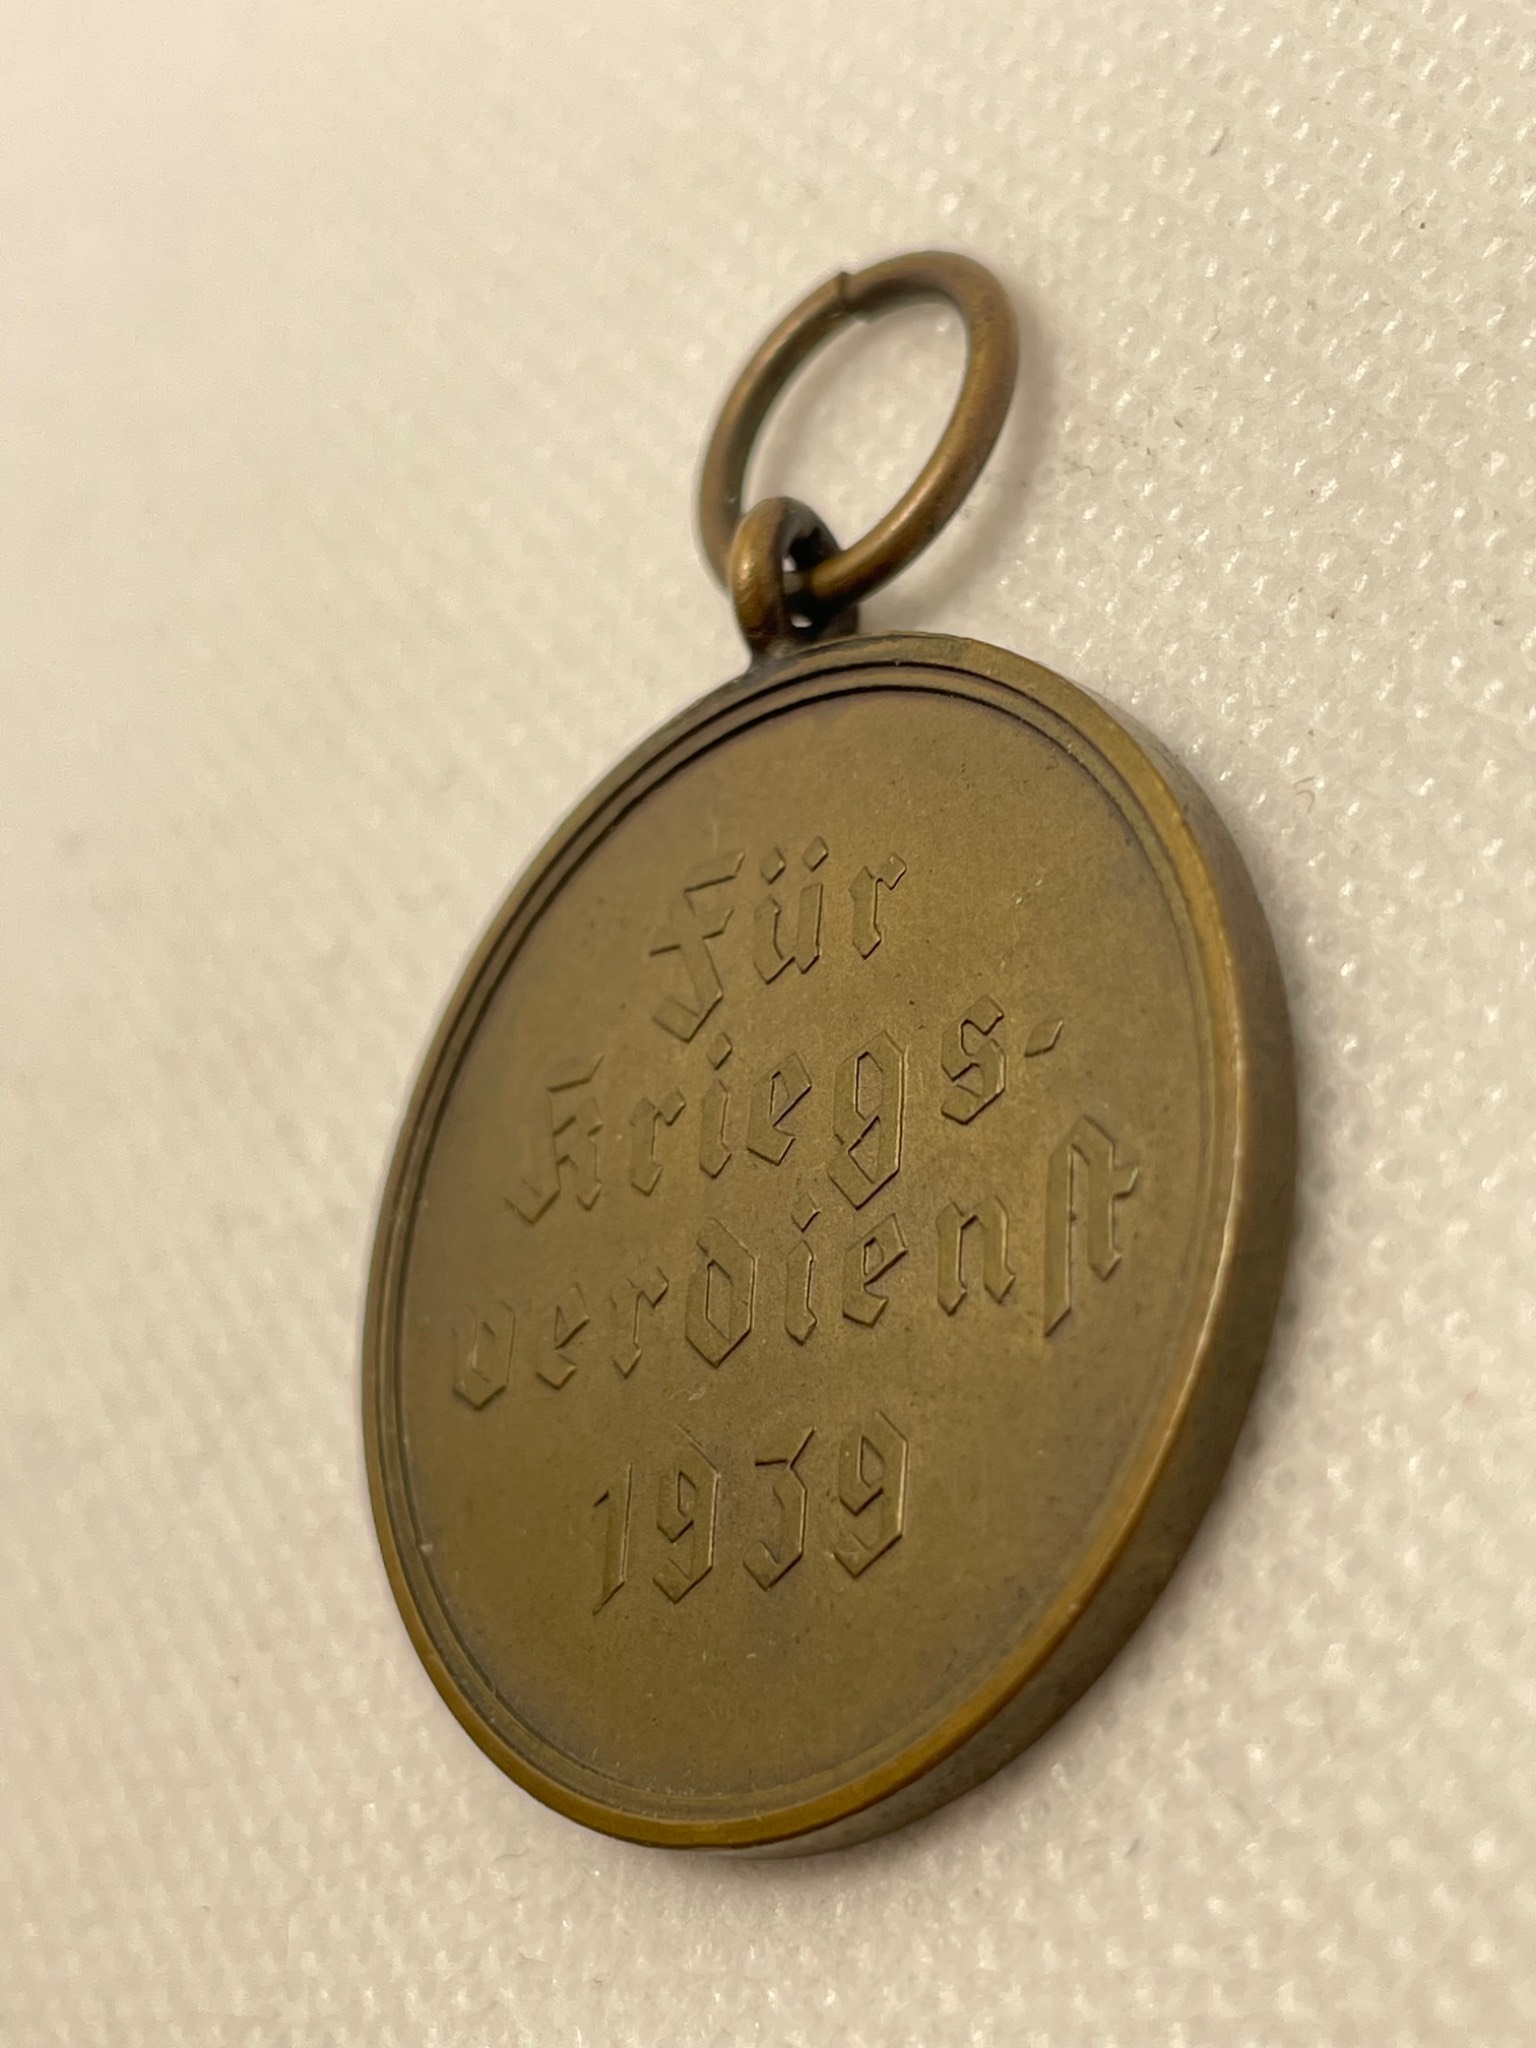 Für
Kriegs-
verdienst
1939